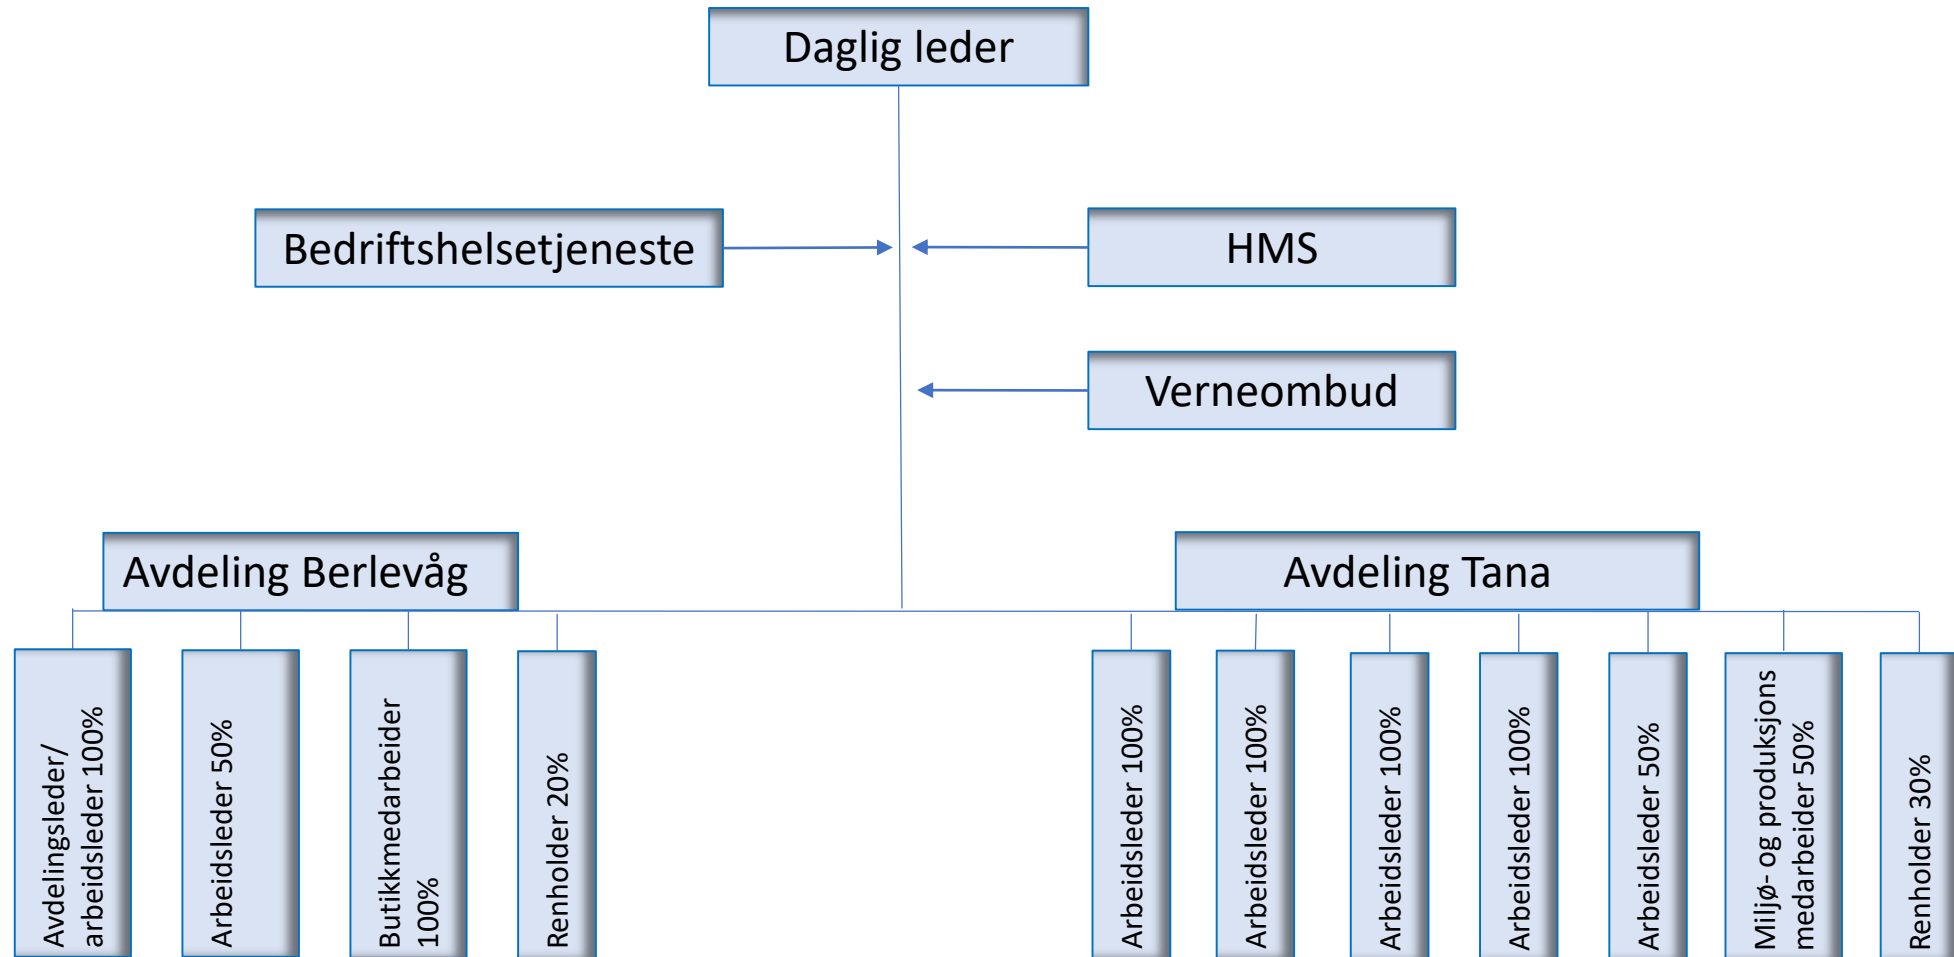 Daglig leder
Bedriftshelsetjeneste
HMS
Verneombud
Avdeling Berlevåg
Avdeling Tana
Avdelingsleder/
arbeidsleder 100%
Arbeidsleder 50%
Butikkmedarbeider
100%
Renholder 20%
Arbeidsleder 100%
Arbeidsleder 100%
Arbeidsleder 100%
Arbeidsleder 100%
Arbeidsleder 50%
Miljø- og produksjons
medarbeider 50%
Renholder 30%